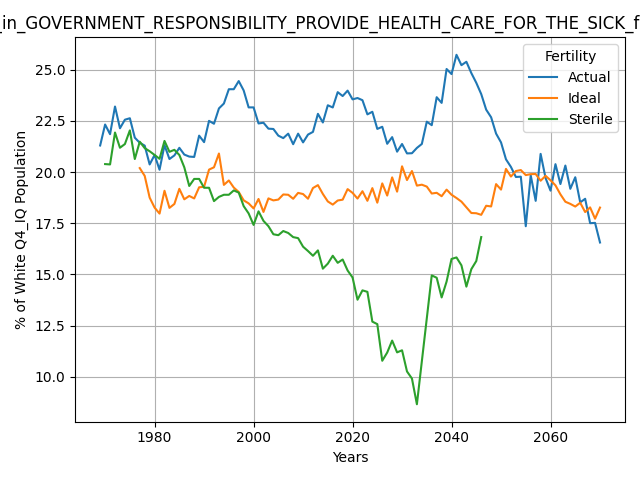 _in_GOVERNMENT_RESPONSIBILITY_PROVIDE_HEALTH_CARE_FOR_THE_SICK_f
Fertility
Actual
Ideal
Sterile
% of White Q4_IQ Population
25.0
22.5
20.0
17.5
15.0
12.5
10.0
1980
2000
2020
2040
2060
Years